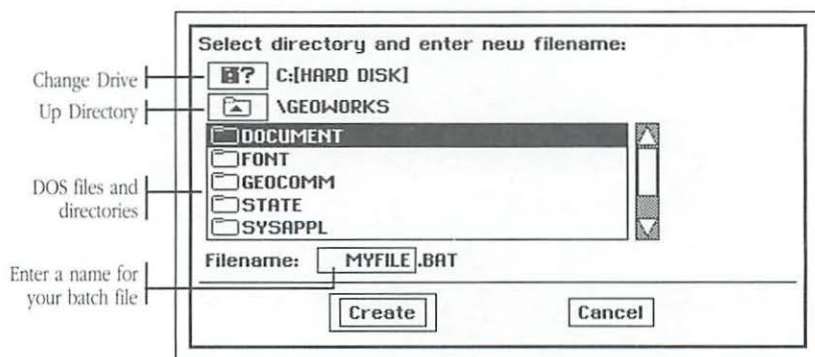 Select directory and enter new filename:
Change Drive
? C:[HARD DISK]
Up Directory
\GEOWORKS
DOCUMENT
FONT
GEOCOMM
STATE
SYSAPPL
DOS files and
directories
Filename: MYFILE .BAT
Enter a name for
your batch file
Create Cancel